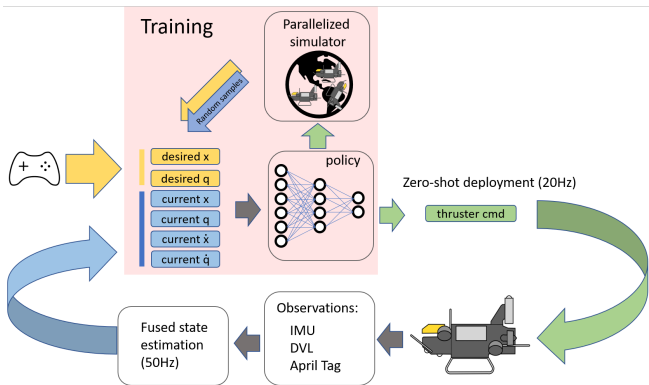 Training
Parallelized
simulator
Random samples
desired x
desired q
current x
current q
current ẋ
current q̇
policy
Zero-shot deployment (20Hz)
thruster cmd
Observations:
IMU
DVL
April Tag
Fused state
estimation
(50Hz)